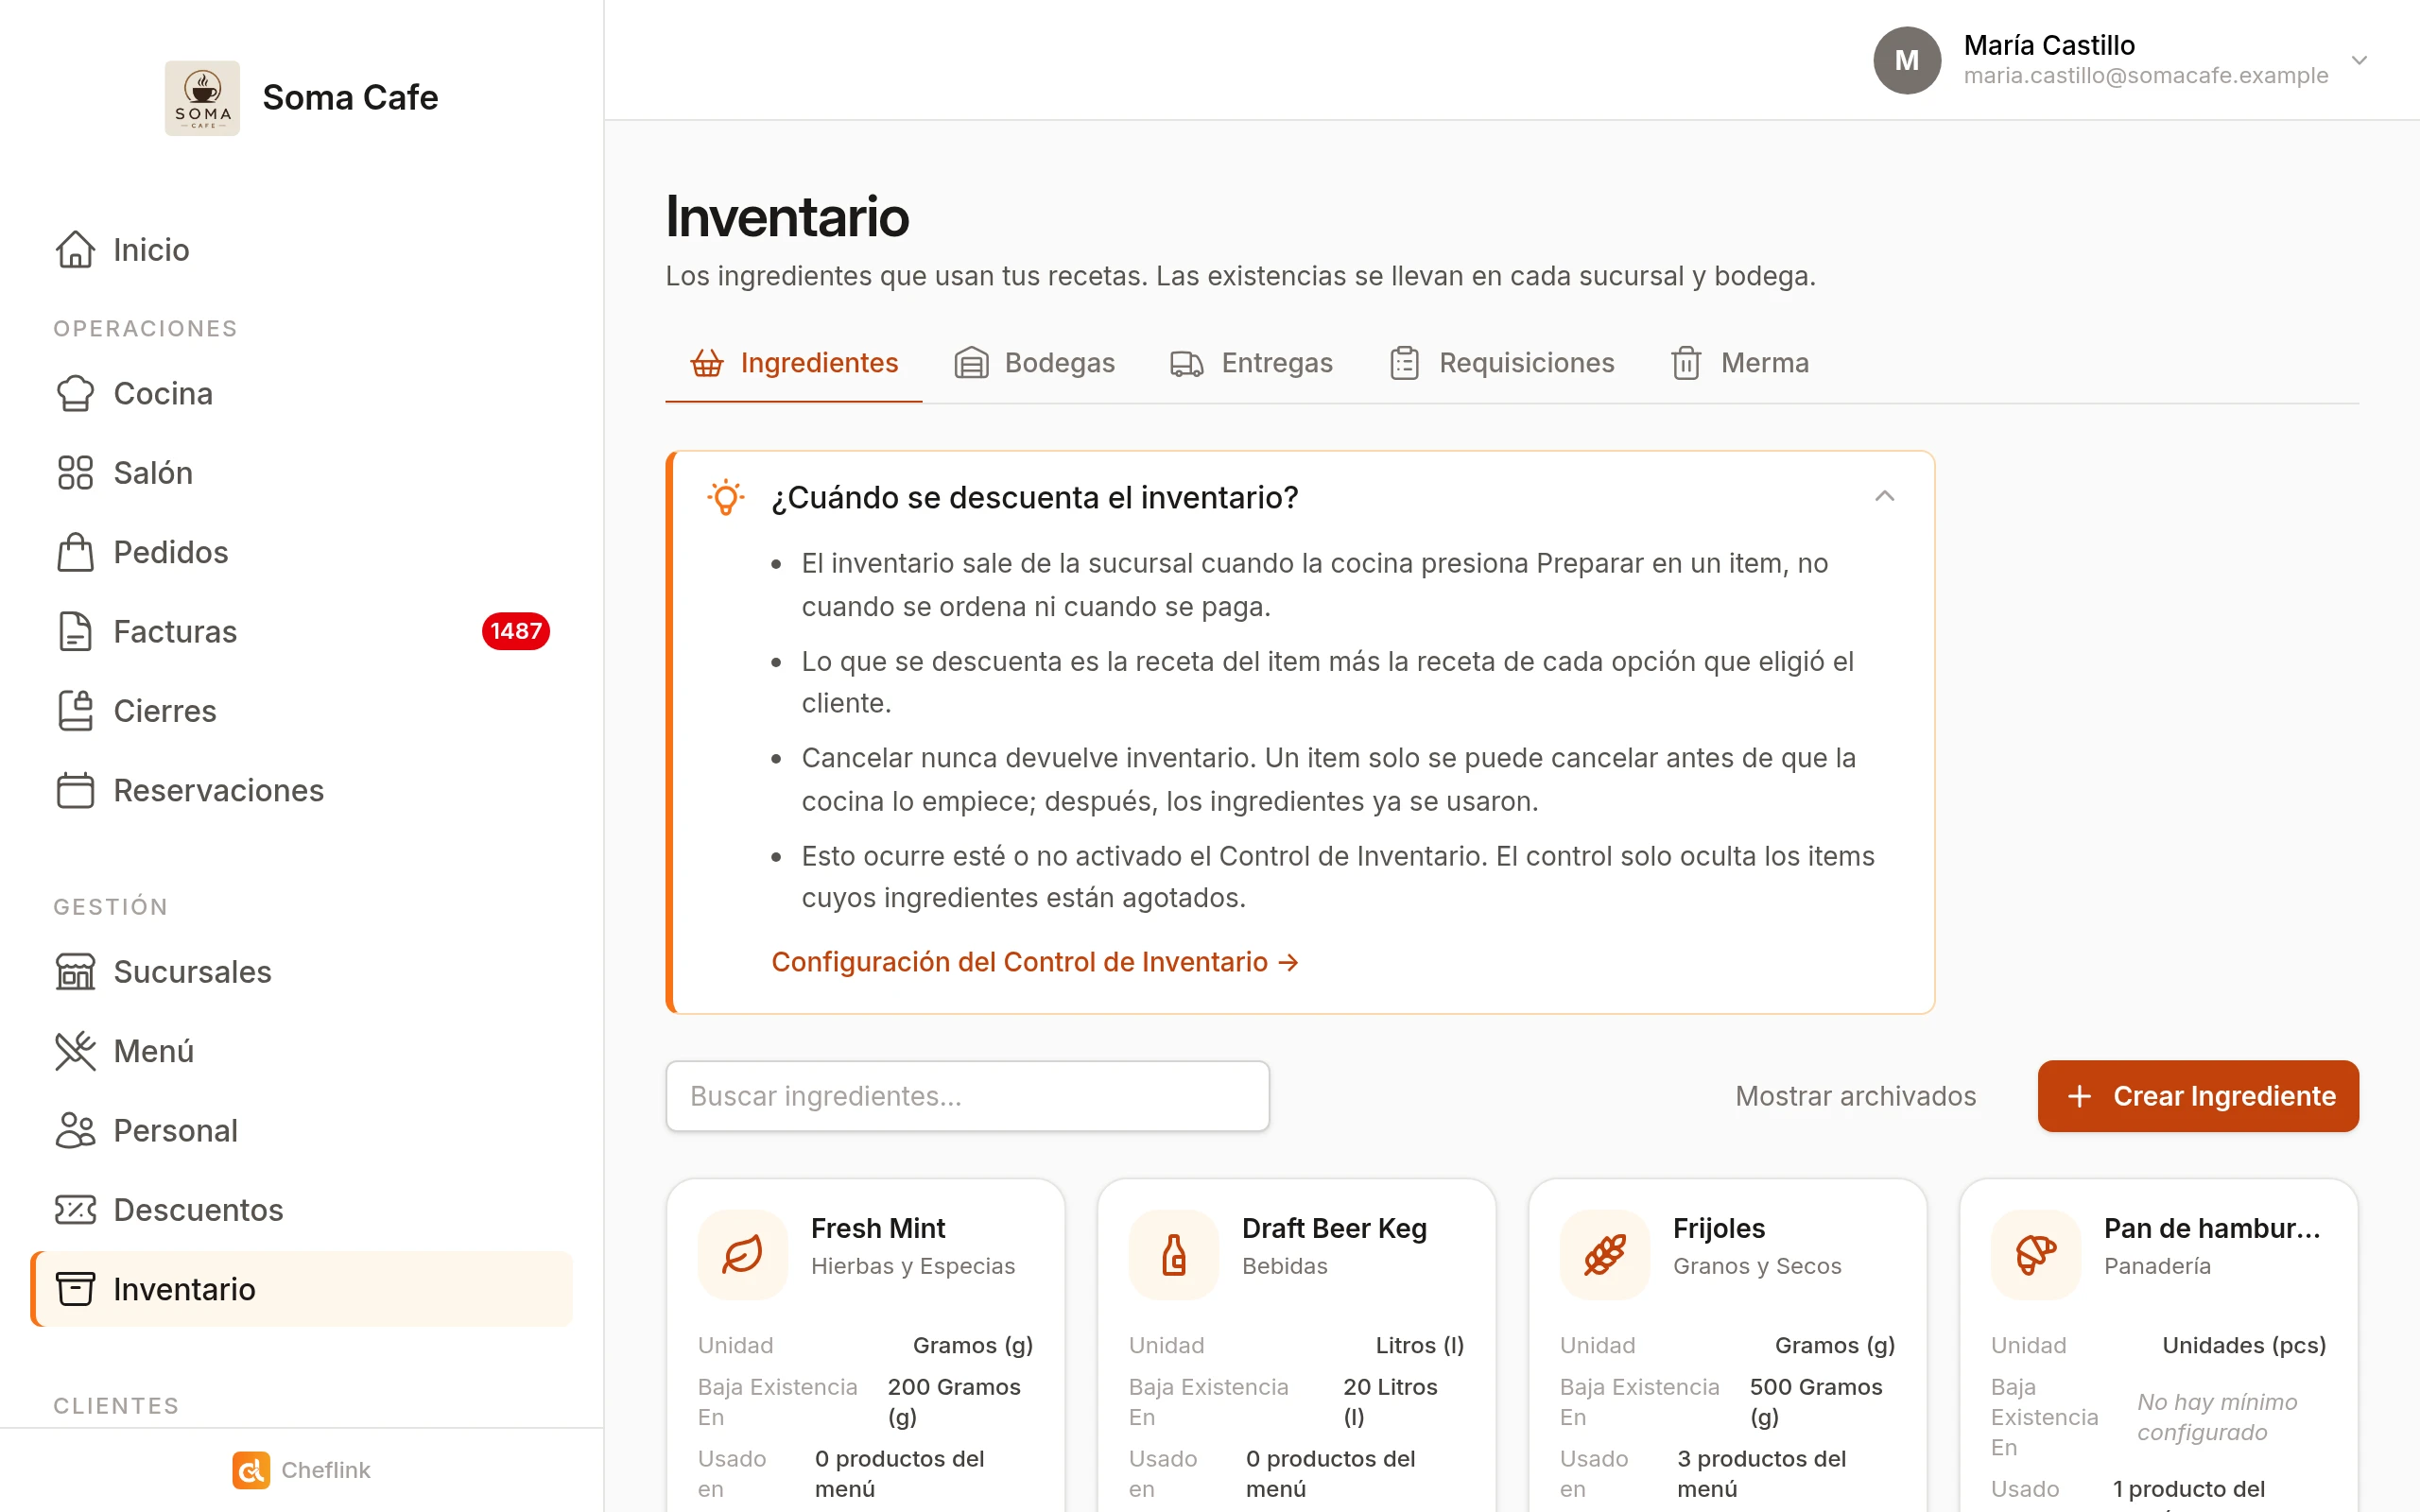 SOMA
CAFE
Soma Cafe
M
María Castillo
maria.castillo@somacafe.example
Inicio
OPERACIONES
Cocina
Salón
Pedidos
Facturas 1487
Cierres
Reservaciones
GESTIÓN
Sucursales
Menú
Personal
Descuentos
Inventario
CLIENTES
Cheflink
Inventario
Los ingredientes que usan tus recetas. Las existencias se llevan en cada sucursal y bodega.
Ingredientes Bodegas Entregas Requisiciones Merma
¿Cuándo se descuenta el inventario?
• El inventario sale de la sucursal cuando la cocina presiona Preparar en un item, no
cuando se ordena ni cuando se paga.
• Lo que se descuenta es la receta del item más la receta de cada opción que eligió el
cliente.
• Cancelar nunca devuelve inventario. Un item solo se puede cancelar antes de que la
cocina lo empiece; después, los ingredientes ya se usaron.
• Esto ocurre esté o no activado el Control de Inventario. El control solo oculta los items
cuyos ingredientes están agotados.
Configuración del Control de Inventario →
Buscar ingredientes...
Mostrar archivados
+ Crear Ingrediente
Fresh Mint
Hierbas y Especias
Unidad Gramos (g)
Baja Existencia En 200 Gramos (g)
Usado en 0 productos del menú
Draft Beer Keg
Bebidas
Unidad Litros (l)
Baja Existencia En 20 Litros (l)
Usado en 0 productos del menú
Frijoles
Granos y Secos
Unidad Gramos (g)
Baja Existencia En 500 Gramos (g)
Usado en 3 productos del menú
Pan de hambur...
Panadería
Unidad Unidades (pcs)
Baja Existencia En No hay mínimo configurado
Usado 1 producto del